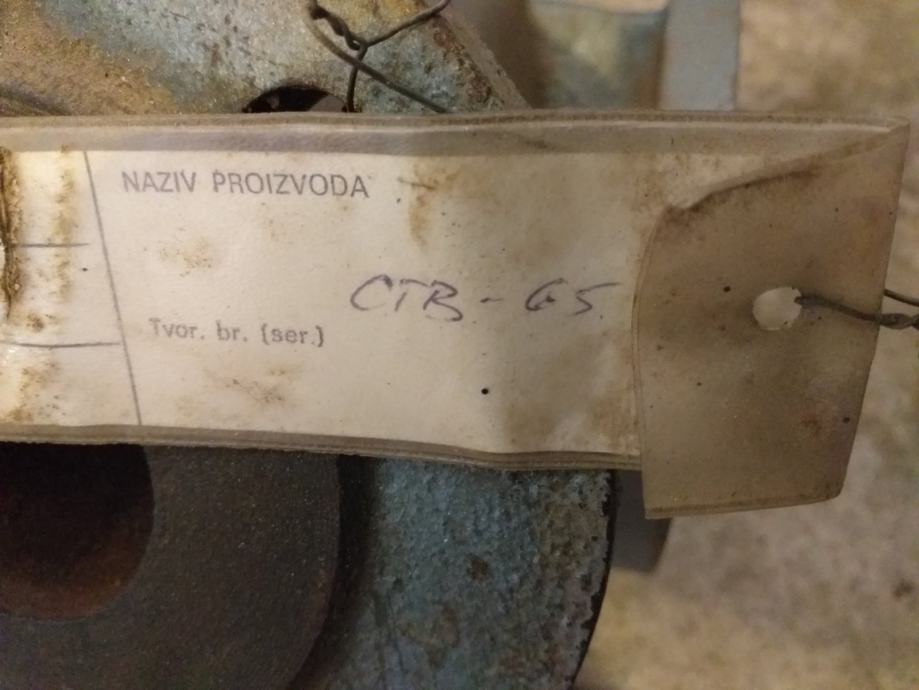 NAZIV PROIZVODA
CTB - 65
Tvor. br. (ser.)